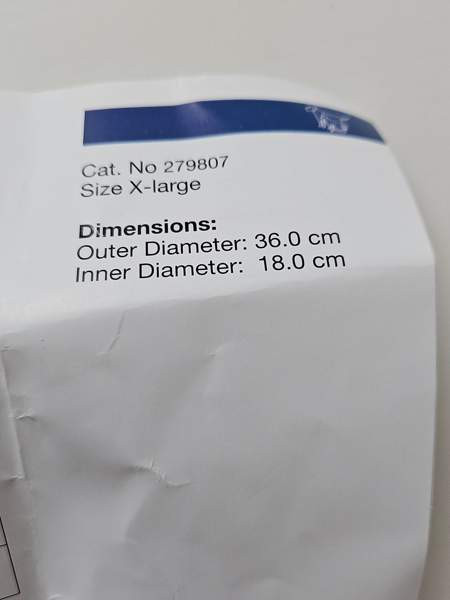 Cat. No 279807
Size X-large
Dimensions:
Outer Diameter: 36.0 cm
Inner Diameter: 18.0 cm